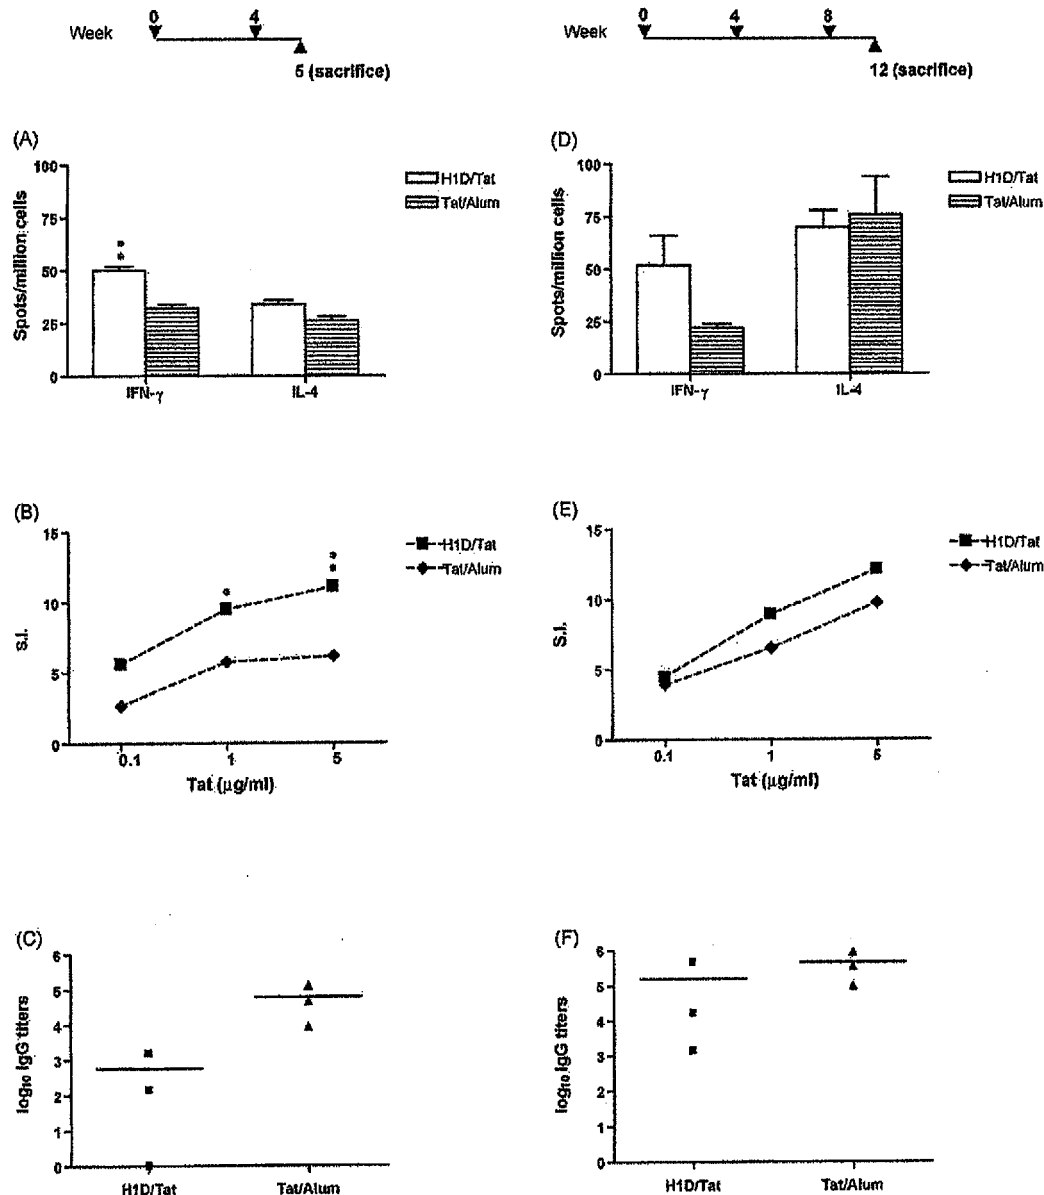 0 4
Week
5 (sacrifice)
0 4 8
Week
12 (sacrifice)
(A)
100
75
50
25
0
Spots/million cells
H1D/Tat
Tat/Alum
**
IFN-γ IL-4
(D)
100
75
50
25
0
Spots/million cells
H1D/Tat
Tat/Alum
IFN-γ IL-4
(B)
15
10
5
0
S.I.
H1D/Tat
Tat/Alum
*
**
0.1 1 5
Tat (µg/ml)
(E)
15
10
5
0
S.I.
H1D/Tat
Tat/Alum
0.1 1 5
Tat (µg/ml)
(C)
6
5
4
3
2
1
0
log₁₀ IgG titers
H1D/Tat Tat/Alum
(F)
6
5
4
3
2
1
0
log₁₀ IgG titers
H1D/Tat Tat/Alum